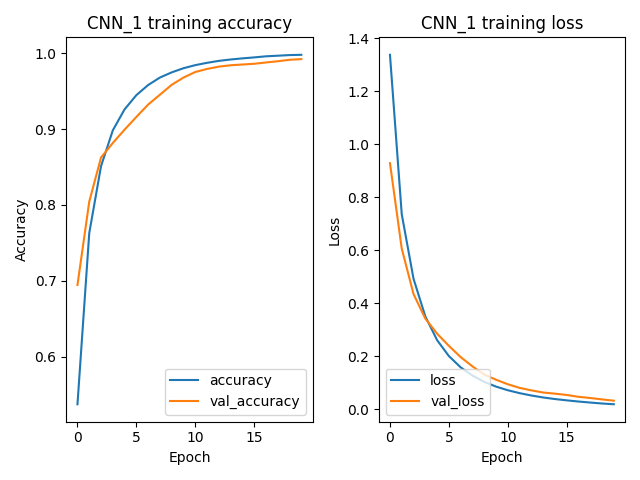 CNN_1 training accuracy
1.0
0.9
0.8
0.7
0.6
Accuracy
0
5
10
15
Epoch
accuracy
val_accuracy
CNN_1 training loss
1.4
1.2
1.0
0.8
0.6
0.4
0.2
0.0
Loss
0
5
10
15
Epoch
loss
val_loss